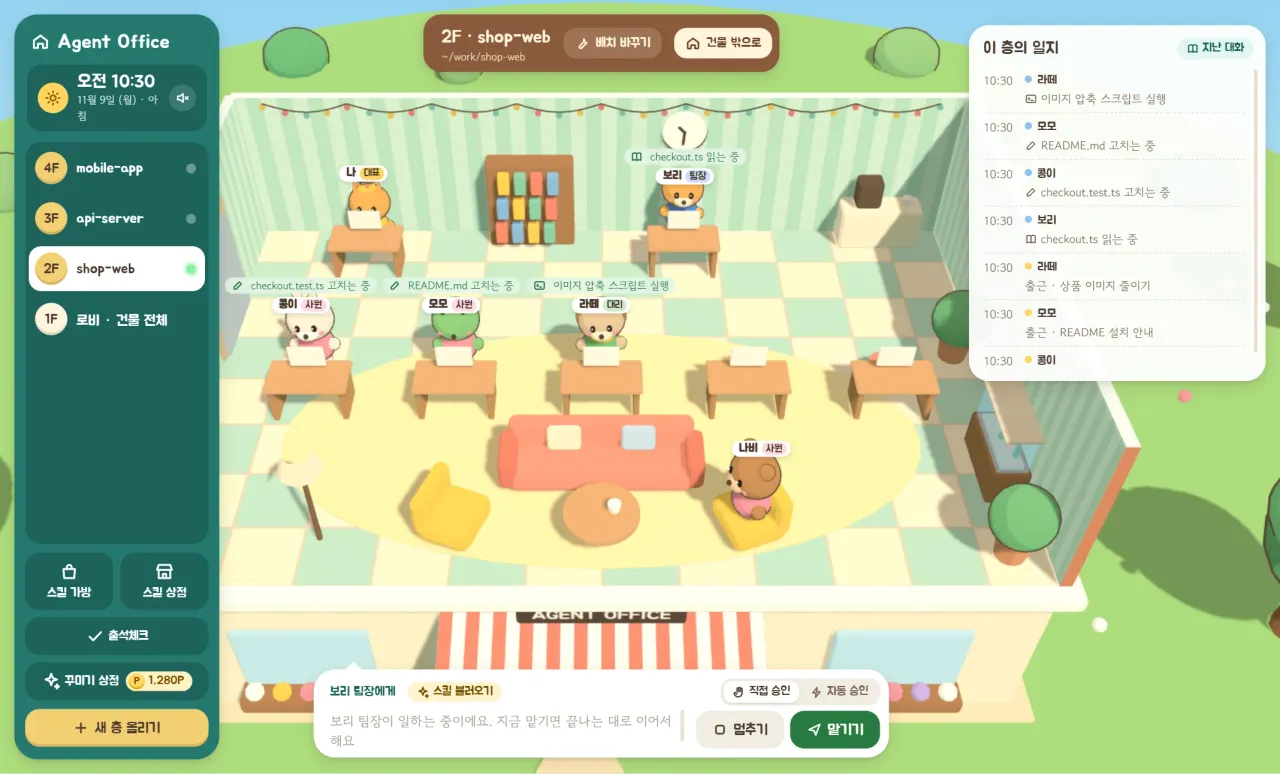 Agent Office
오전 10:30
11월 9일 (월) · 아
침
4F mobile-app
3F api-server
2F shop-web
1F 로비 · 건물 전체
스킬 가방
스킬 상점
출석체크
꾸미기 상점 P 1,280P
+ 새 층 올리기
2F · shop-web
~/work/shop-web
배치 바꾸기
건물 밖으로
checkout.ts 읽는 중
나 대표
보리 팀장
checkout.test.ts 고치는 중
README.md 고치는 중
이미지 압축 스크립트 실행
콩이 사원
모모 사원
라떼 대리
나비 사원
AGENT OFFICE
이 층의 일지
지난 대화
10:30 라떼
이미지 압축 스크립트 실행
10:30 모모
README.md 고치는 중
10:30 콩이
checkout.test.ts 고치는 중
10:30 보리
checkout.ts 읽는 중
10:30 라떼
출근 · 상품 이미지 줄이기
10:30 모모
출근 · README 설치 안내
10:30 콩이
보리 팀장에게
스킬 불러오기
직접 승인
자동 승인
보리 팀장이 일하는 중이에요. 지금 맡기면 끝나는 대로 이어서
해요
멈추기
맡기기